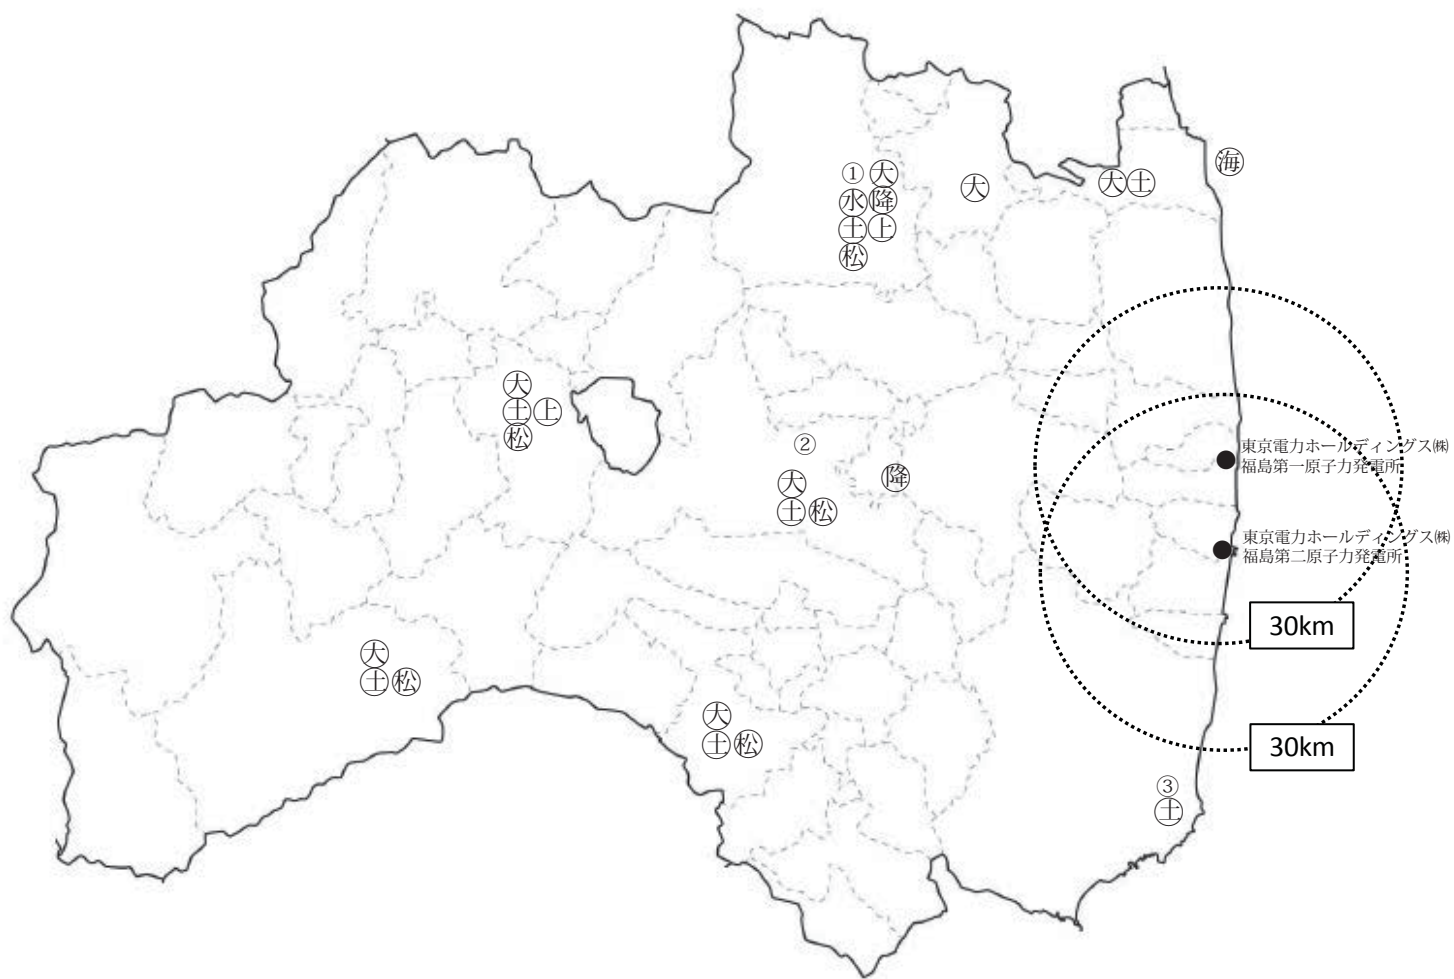 海
① 大
水 降
土 上
松
大
大 土
大
土 上
松
②
大
土 松
降
東京電力ホールディングス㈱
福島第一原子力発電所
東京電力ホールディングス㈱
福島第二原子力発電所
30km
30km
大
土 松
大
土 松
③
土